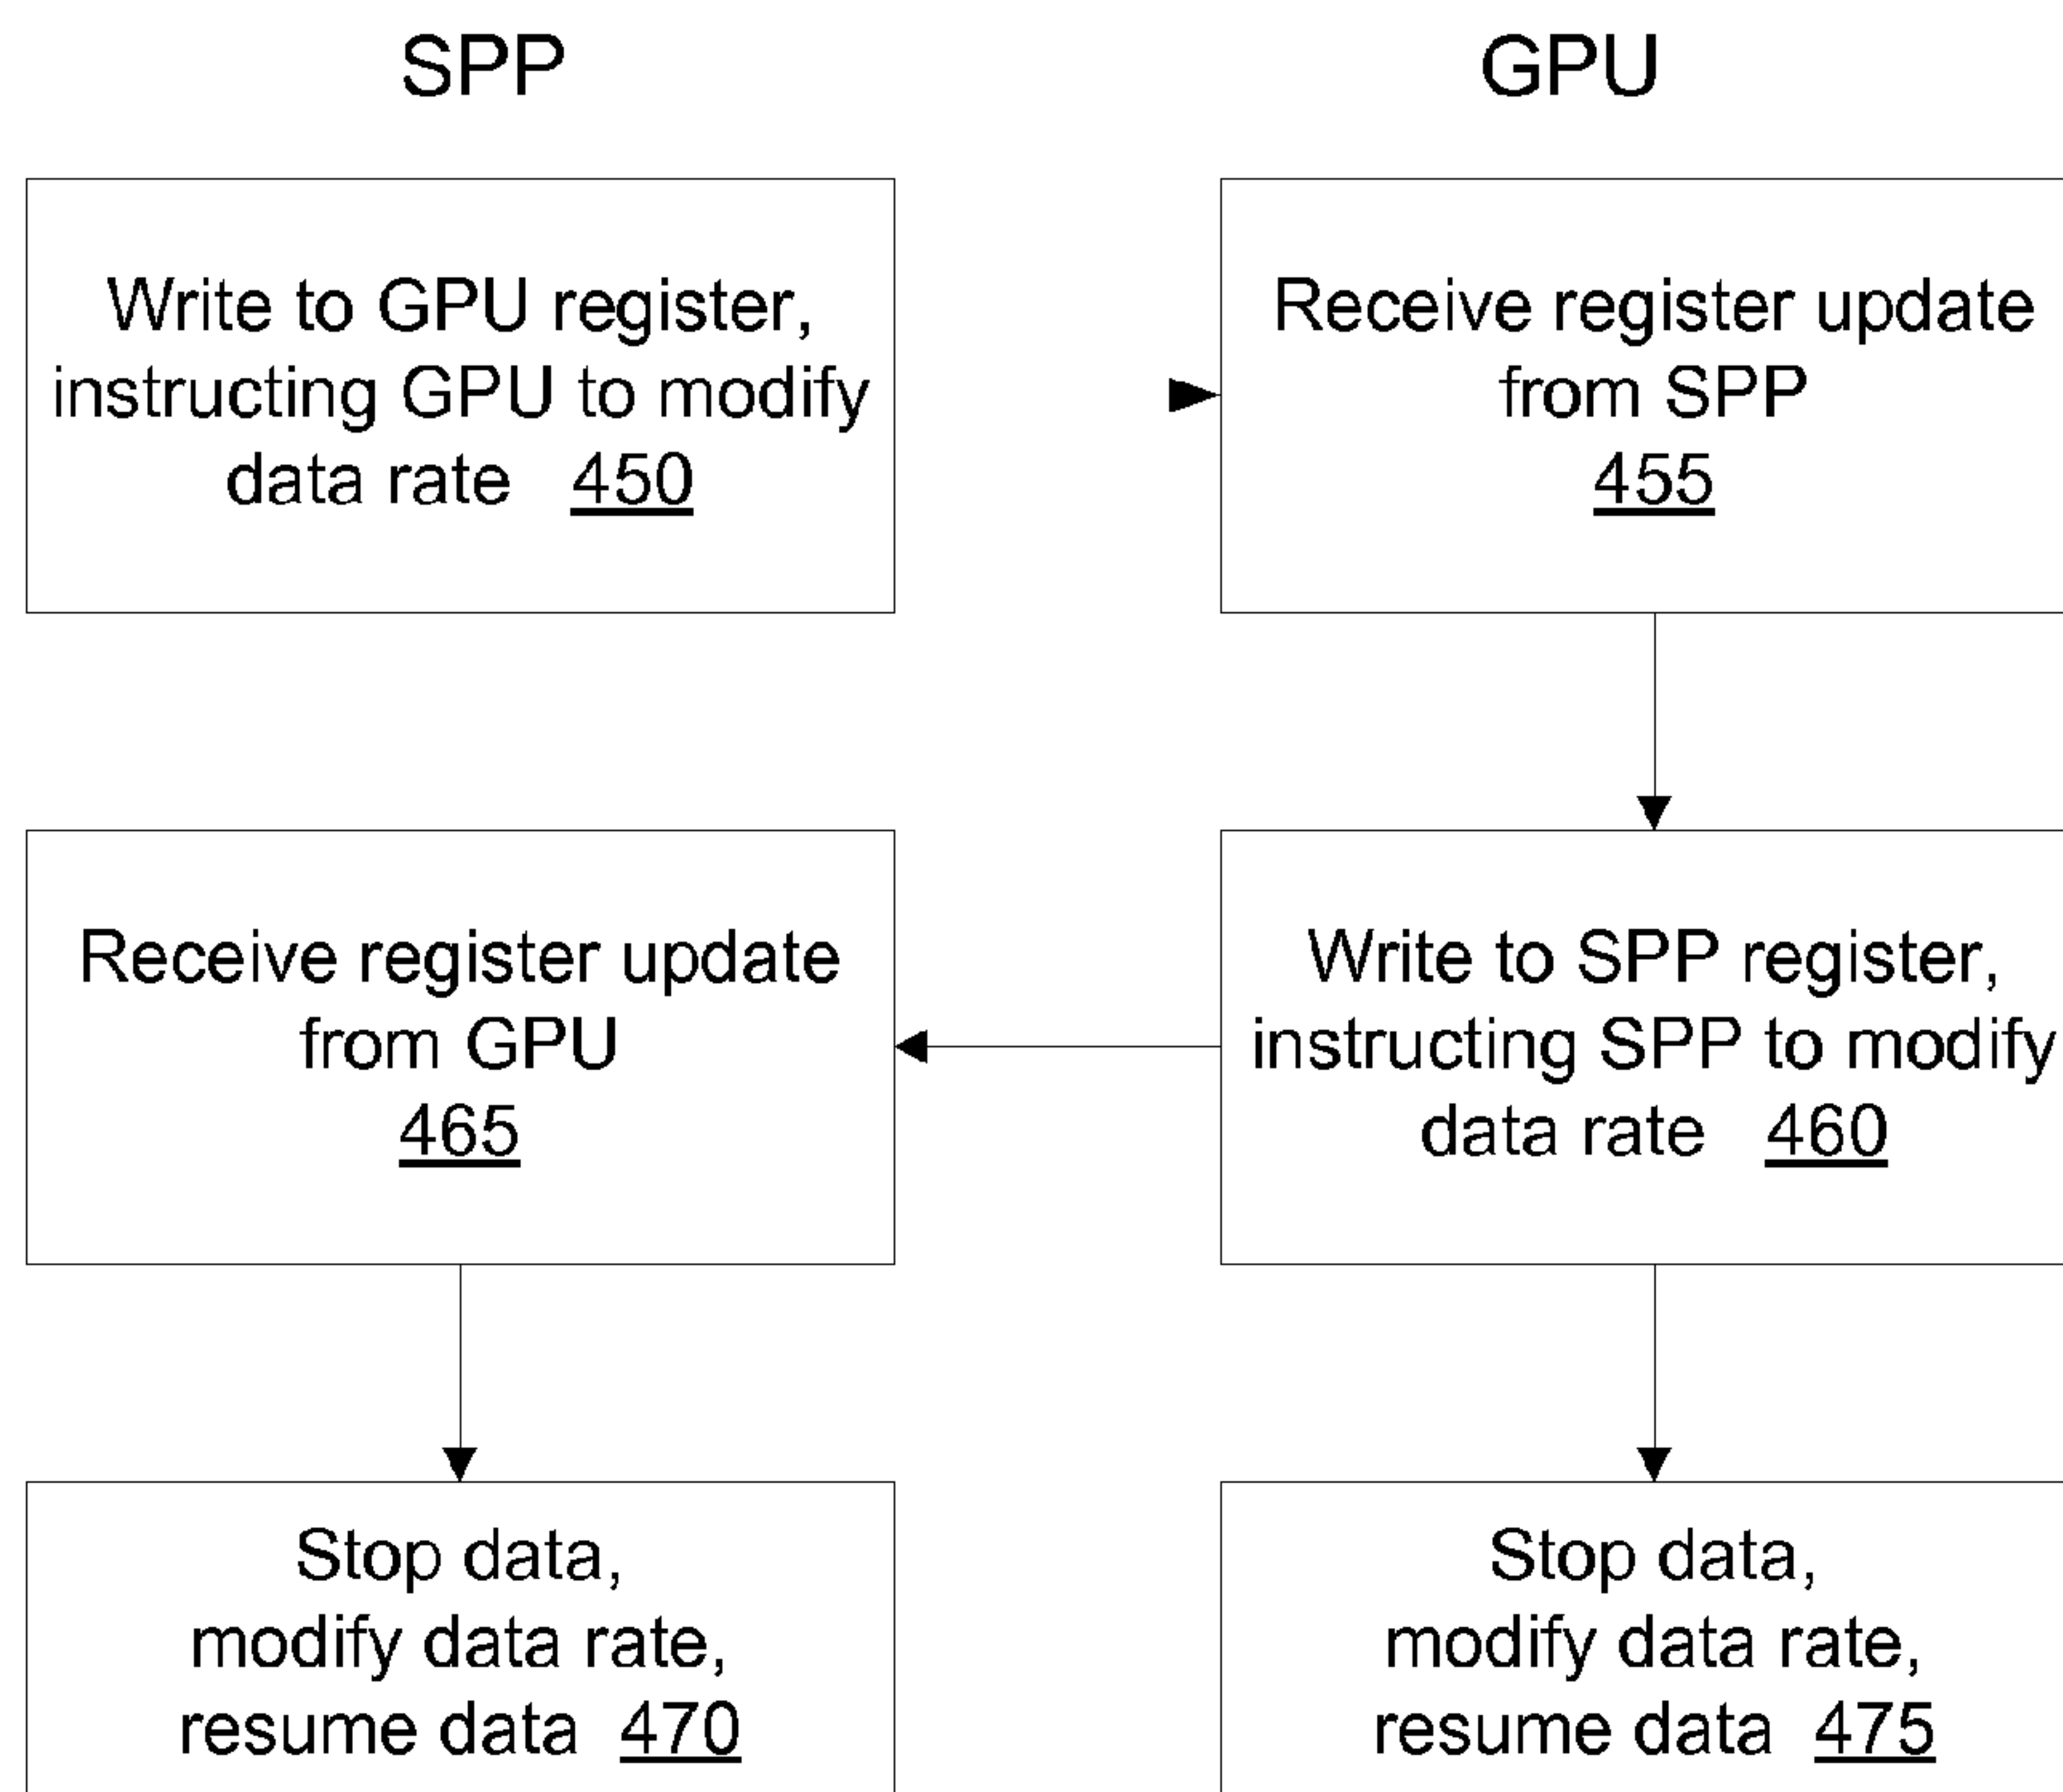 SPP
GPU
Write to GPU register,
instructing GPU to modify
data rate 450
Receive register update
from SPP
455
Receive register update
from GPU
465
Write to SPP register,
instructing SPP to modify
data rate 460
Stop data,
modify data rate,
resume data 470
Stop data,
modify data rate,
resume data 475